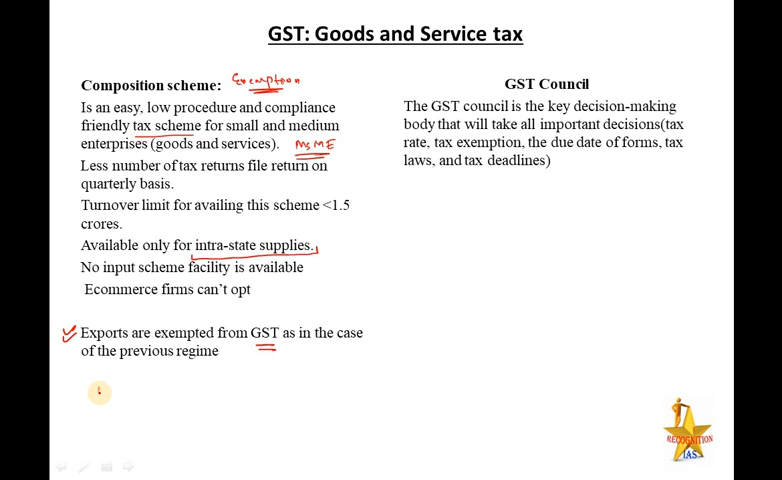 GST: Goods and Service tax
Composition scheme: Exemption
Is an easy, low procedure and compliance
friendly tax scheme for small and medium
enterprises (goods and services). MSME
Less number of tax returns file return on
quarterly basis.
Turnover limit for availing this scheme <1.5
crores.
Available only for intra-state supplies.
No input scheme facility is available
Ecommerce firms can’t opt
Exports are exempted from GST as in the case
of the previous regime
GST Council
The GST council is the key decision-making
body that will take all important decisions(tax
rate, tax exemption, the due date of forms, tax
laws, and tax deadlines)
RECOGNITION
IAS